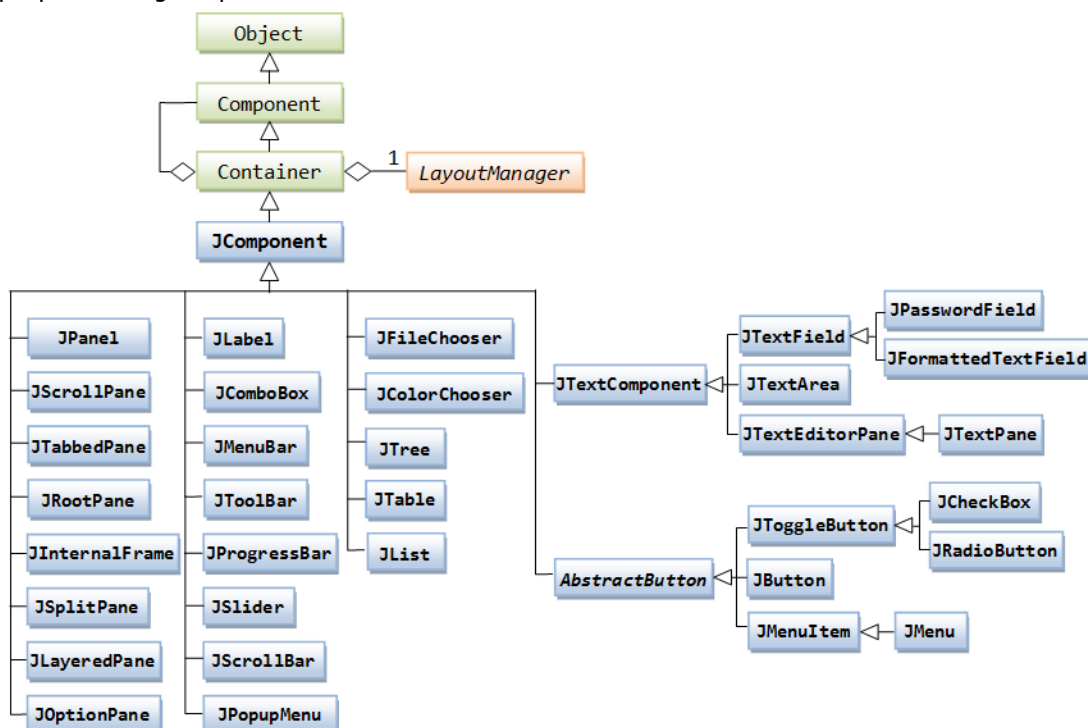 Object
Component
Container
1
LayoutManager
JComponent
JPanel
JScrollPane
JTabbedPane
JRootPane
JInternalFrame
JSplitPane
JLayeredPane
JOptionPane
JLabel
JComboBox
JMenuBar
JToolBar
JProgressBar
JSlider
JScrollBar
JPopupMenu
JFileChooser
JColorChooser
JTree
JTable
JList
JTextComponent
JTextField
JPasswordField
JFormattedTextField
JTextArea
JTextEditorPane
JTextPane
AbstractButton
JToggleButton
JCheckBox
JRadioButton
JButton
JMenuItem
JMenu